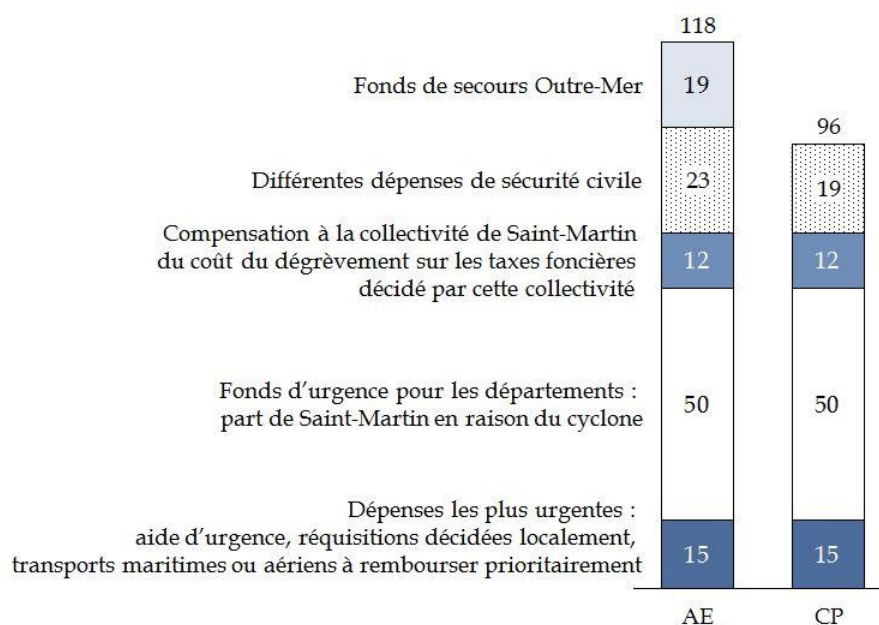 118
Fonds de secours Outre-Mer
19
96
Différentes dépenses de sécurité civile
23
19
Compensation à la collectivité de Saint-Martin
du coût du dégrèvement sur les taxes foncières
décidé par cette collectivité
12
12
Fonds d'urgence pour les départements :
part de Saint-Martin en raison du cyclone
50
50
Dépenses les plus urgentes :
aide d'urgence, réquisitions décidées localement,
transports maritimes ou aériens à rembourser prioritairement
15
15
AE
CP